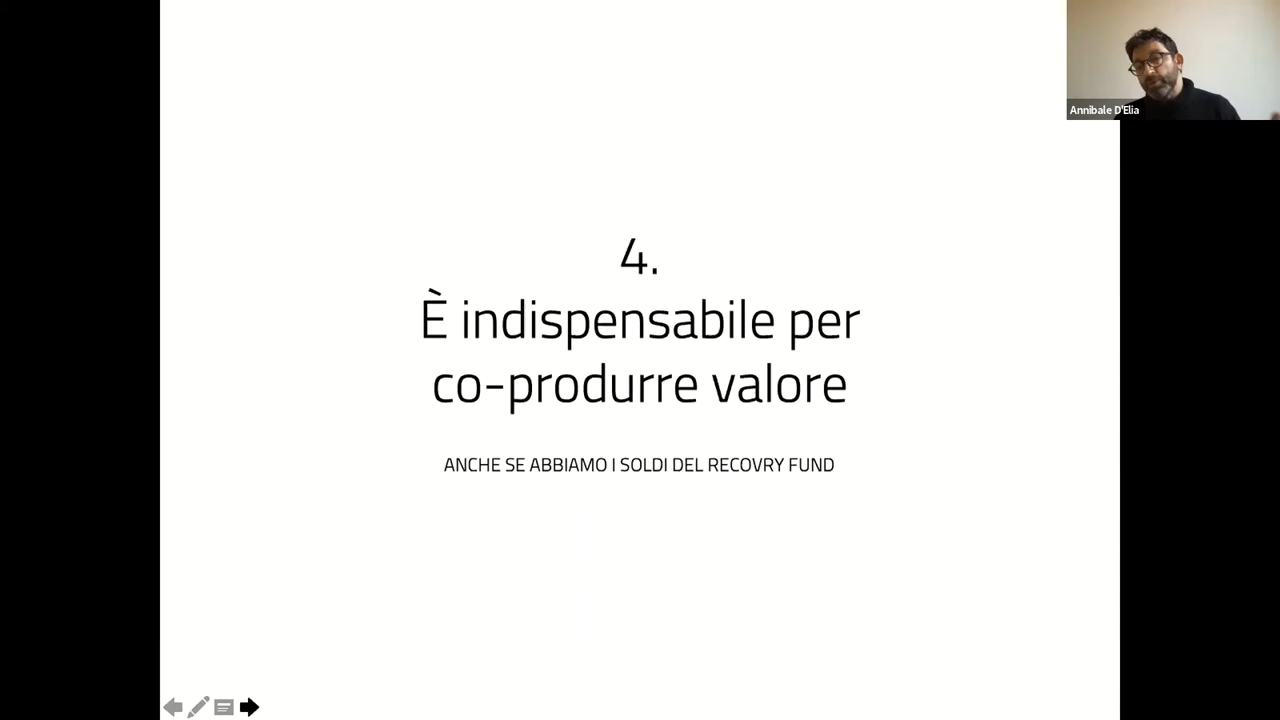 Annibale D'Elia
4.
È indispensabile per
co-produrre valore
ANCHE SE ABBIAMO I SOLDI DEL RECOVRY FUND